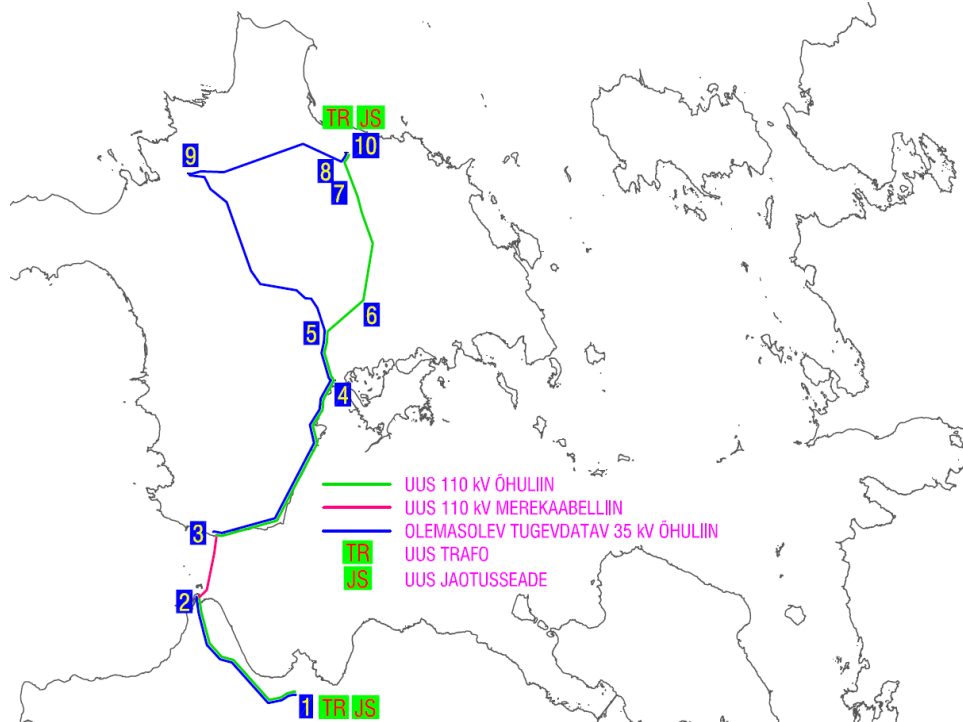 TR JS
10
9
8
7
6
5
4
UUS 110 kV ÕHULIIN
UUS 110 kV MEREKAABELLIIN
3
OLEMASOLEV TUGEVDATAV 35 kV ÕHULIIN
TR UUS TRAFO
JS UUS JAOTUSSEADE
2
1 TR JS